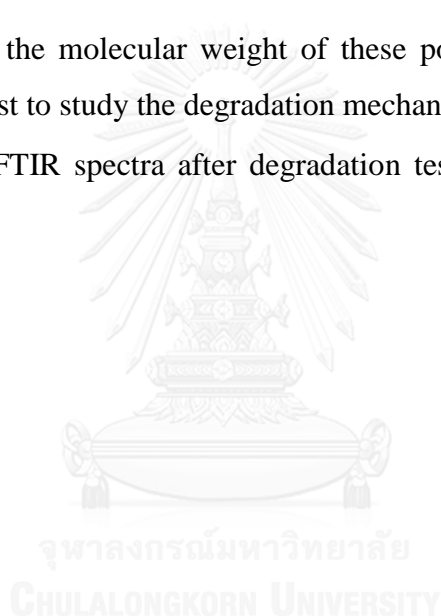 the molecular weight of these po
st to study the degradation mechan
FTIR spectra after degradation tes
จุฬาลงกรณ์มหาวิทยาลัย
CHULALONGKORN UNIVERSITY